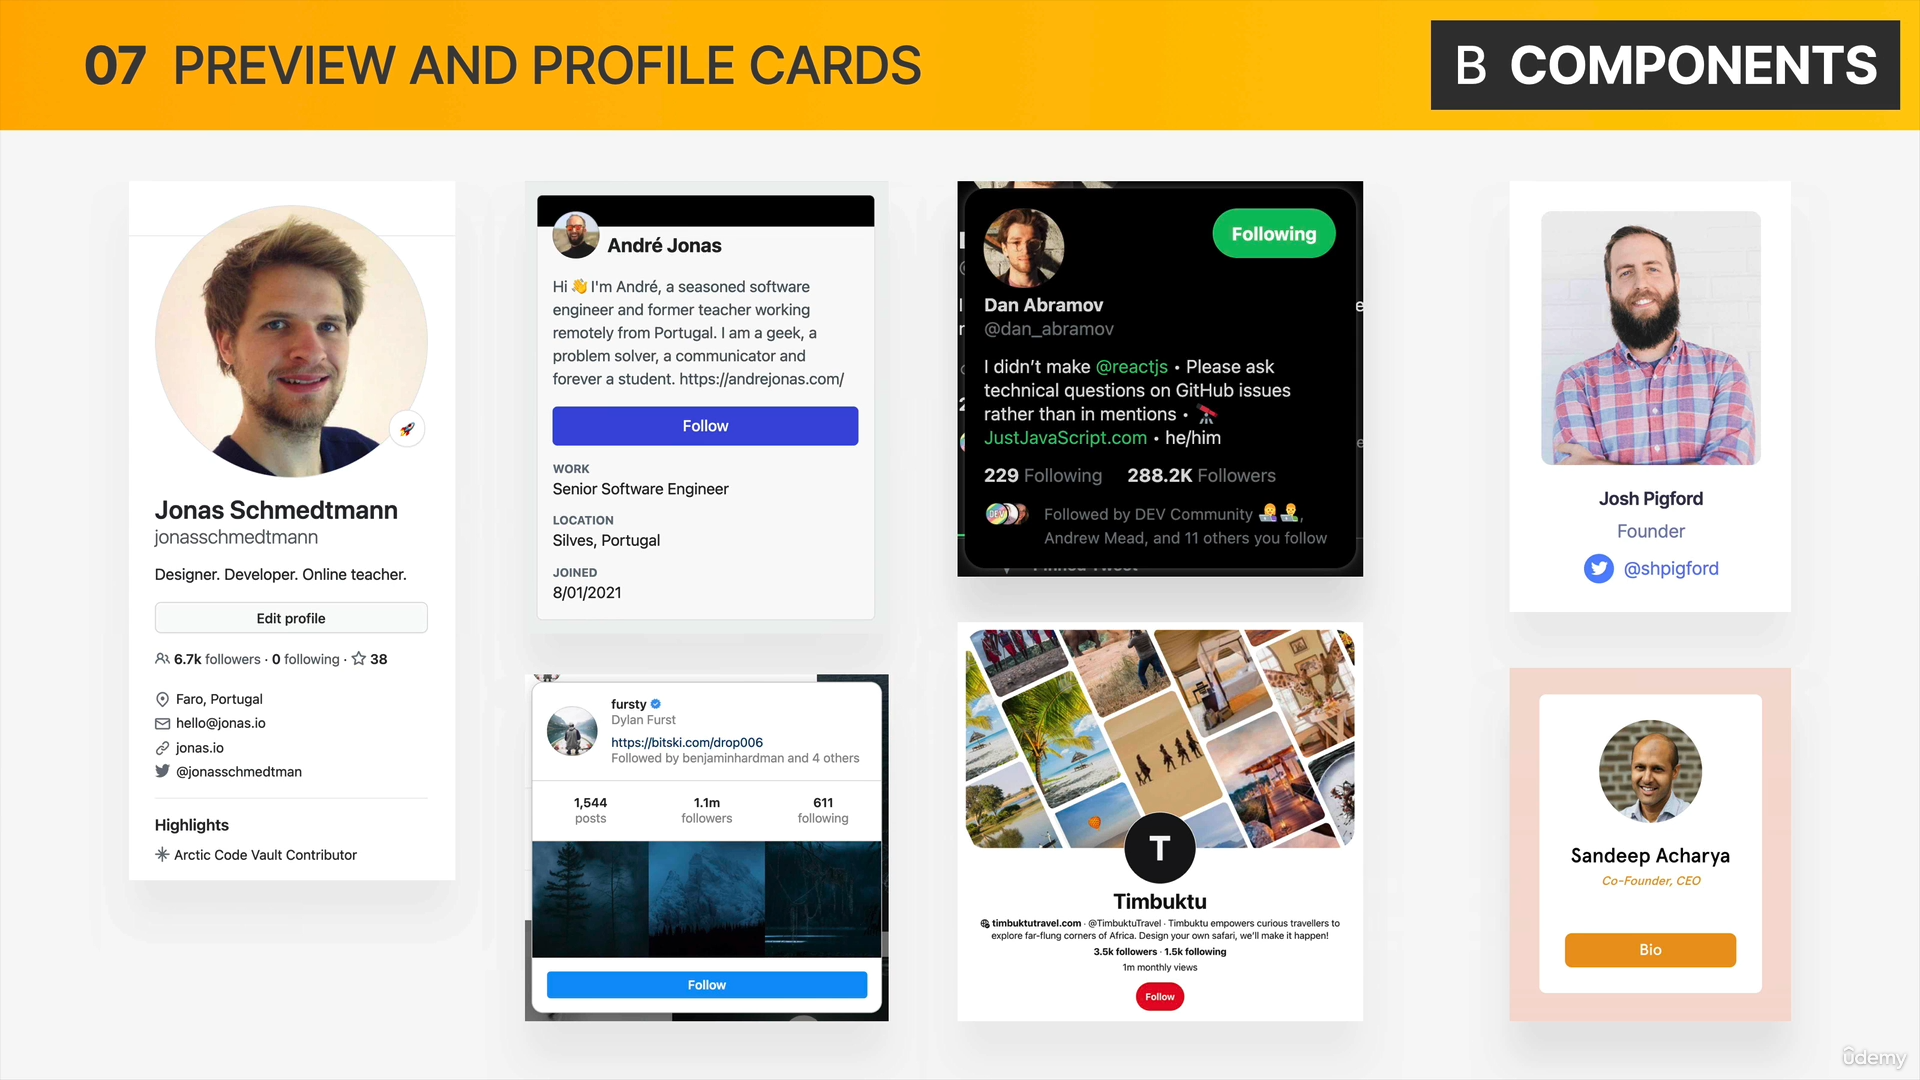 07 PREVIEW AND PROFILE CARDS
B COMPONENTS
Jonas Schmedtmann
jonasschmedtmann
Designer. Developer. Online teacher.
Edit profile
6.7k followers · 0 following · 38
Faro, Portugal
hello@jonas.io
jonas.io
@jonasschmedtman
Highlights
Arctic Code Vault Contributor
André Jonas
Hi 👋 I'm André, a seasoned software
engineer and former teacher working
remotely from Portugal. I am a geek, a
problem solver, a communicator and
forever a student. https://andrejonas.com/
Follow
WORK
Senior Software Engineer
LOCATION
Silves, Portugal
JOINED
8/01/2021
fursty
Dylan Furst
https://bitski.com/drop006
Followed by benjaminhardman and 4 others
1,544 1.1m 611
posts followers following
Follow
Following
Dan Abramov
@dan_abramov
I didn't make @reactjs • Please ask
technical questions on GitHub issues
rather than in mentions • 🔭
JustJavaScript.com • he/him
229 Following 288.2K Followers
DEV
Followed by DEV Community 👩‍💻👨‍💻,
Andrew Mead, and 11 others you follow
Pinned Tweet
T
Timbuktu
timbuktutravel.com · @TimbuktuTravel · Timbuktu empowers curious travellers to
explore far-flung corners of Africa. Design your own safari, we'll make it happen!
3.5k followers · 1.5k following
1m monthly views
Follow
Josh Pigford
Founder
@shpigford
Sandeep Acharya
Co-Founder, CEO
Bio
ûdemy